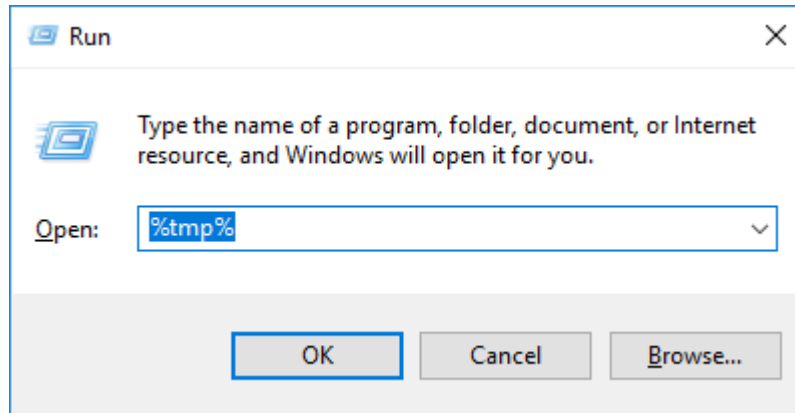 Run
Type the name of a program, folder, document, or Internet
resource, and Windows will open it for you.
Open: %tmp%
OK Cancel Browse...